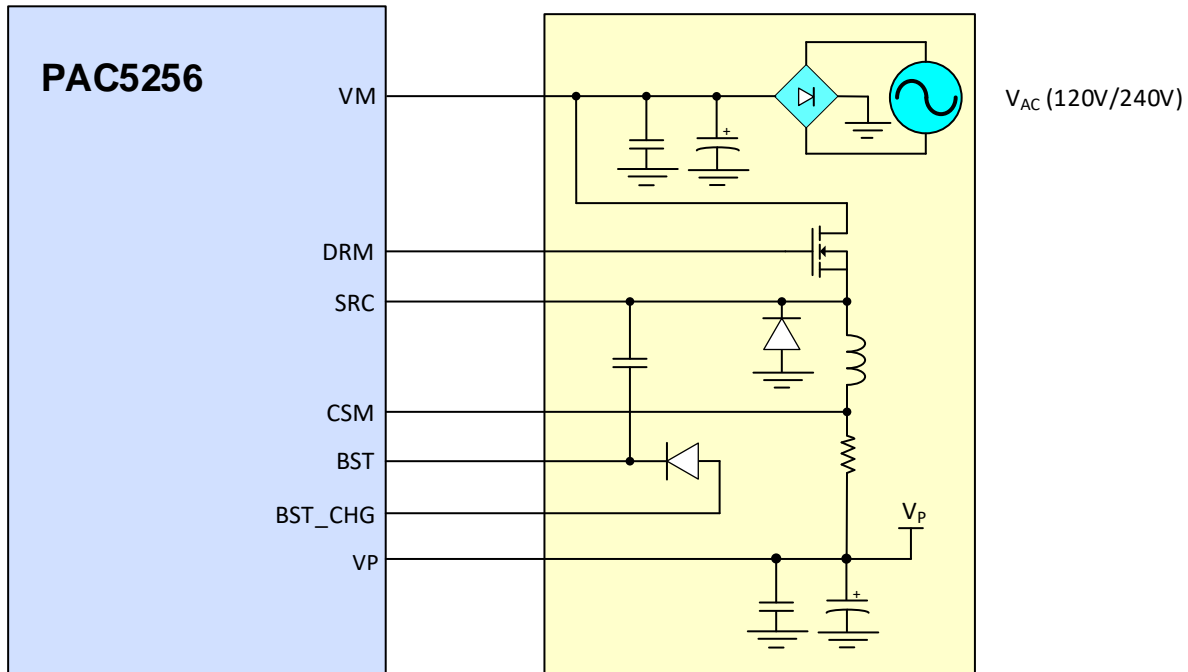 PAC5256
VM
V_AC (120V/240V)
+
DRM
SRC
CSM
BST
BST_CHG
V_P
VP
+